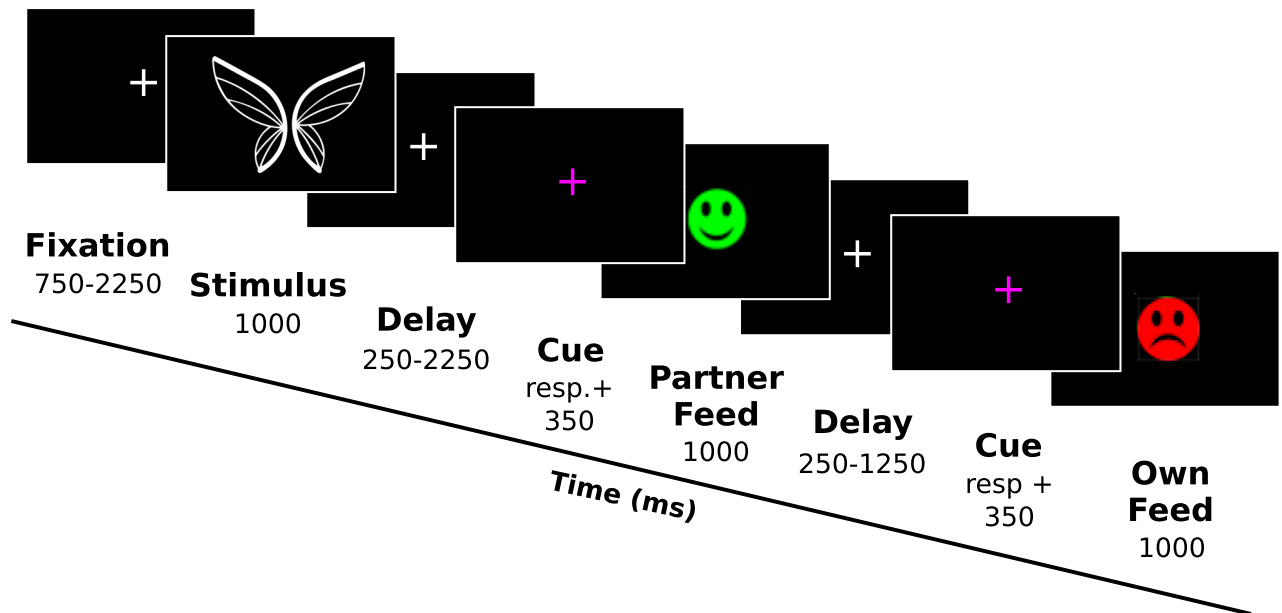 Fixation
750-2250
Stimulus
1000
Delay
250-2250
Cue
resp.+
350
Partner
Feed
1000
Delay
250-1250
Cue
resp +
350
Own
Feed
1000
Time (ms)